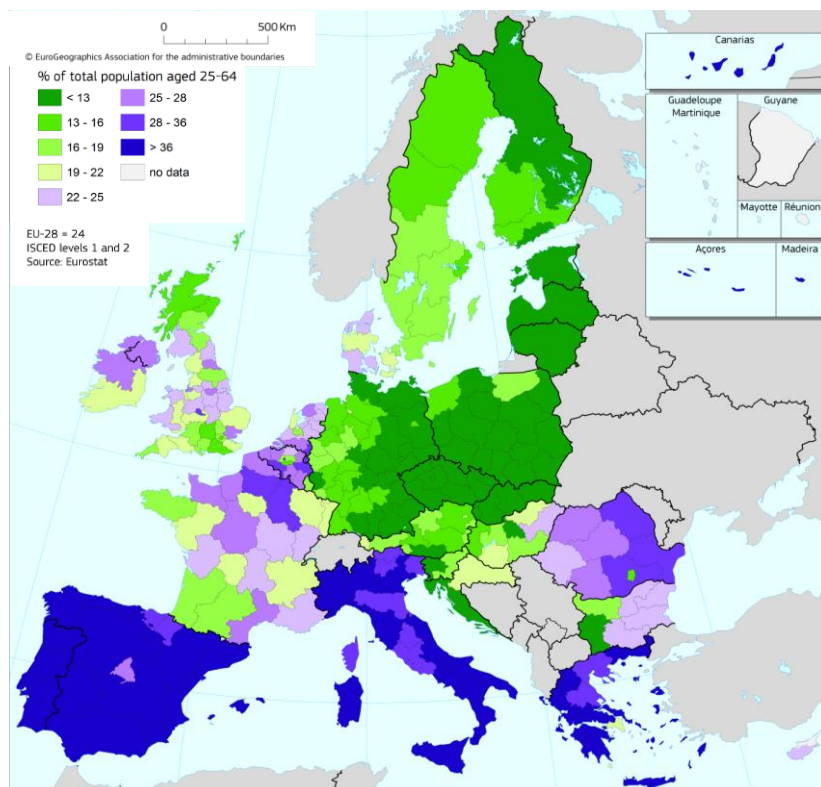 0 500 Km
© EuroGeographics Association for the administrative boundaries
% of total population aged 25-64
< 13
13 - 16
16 - 19
19 - 22
22 - 25
25 - 28
28 - 36
> 36
no data
EU-28 = 24
ISCED levels 1 and 2
Source: Eurostat
Canarias
Guadeloupe
Martinique
Guyane
Mayotte
Réunion
Açores
Madeira